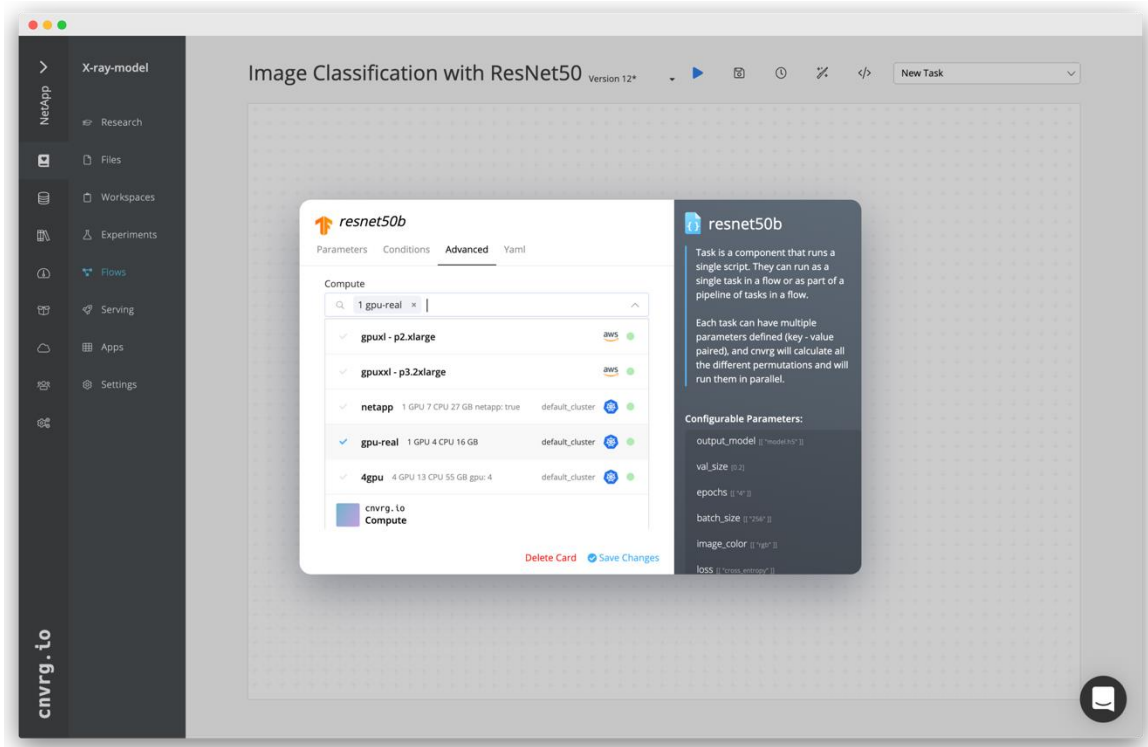 NetApp
cnvrg.io
X-ray-model
Research
Files
Workspaces
Experiments
Flows
Serving
Apps
Settings
Image Classification with ResNet50 Version 12*
New Task
resnet50b
Parameters Conditions Advanced Yaml
Compute
1 gpu-real ×
gpuxl - p2.xlarge aws
gpuxxl - p3.2xlarge aws
netapp 1 GPU 7 CPU 27 GB netapp: true default_cluster
gpu-real 1 GPU 4 CPU 16 GB default_cluster
4gpu 4 GPU 13 CPU 55 GB gpu: 4 default_cluster
cnvrg.io
Compute
Delete Card Save Changes
resnet50b
Task is a component that runs a
single script. They can run as a
single task in a flow or as part of a
pipeline of tasks in a flow.
Each task can have multiple
parameters defined (key - value
paired), and cnvrg will calculate all
the different permutations and will
run them in parallel.
Configurable Parameters:
output_model [[ "model.h5" ]]
val_size [0.2]
epochs [[ "4" ]]
batch_size [[ "256" ]]
image_color [[ "rgb" ]]
loss [[ "cross_entropy" ]]